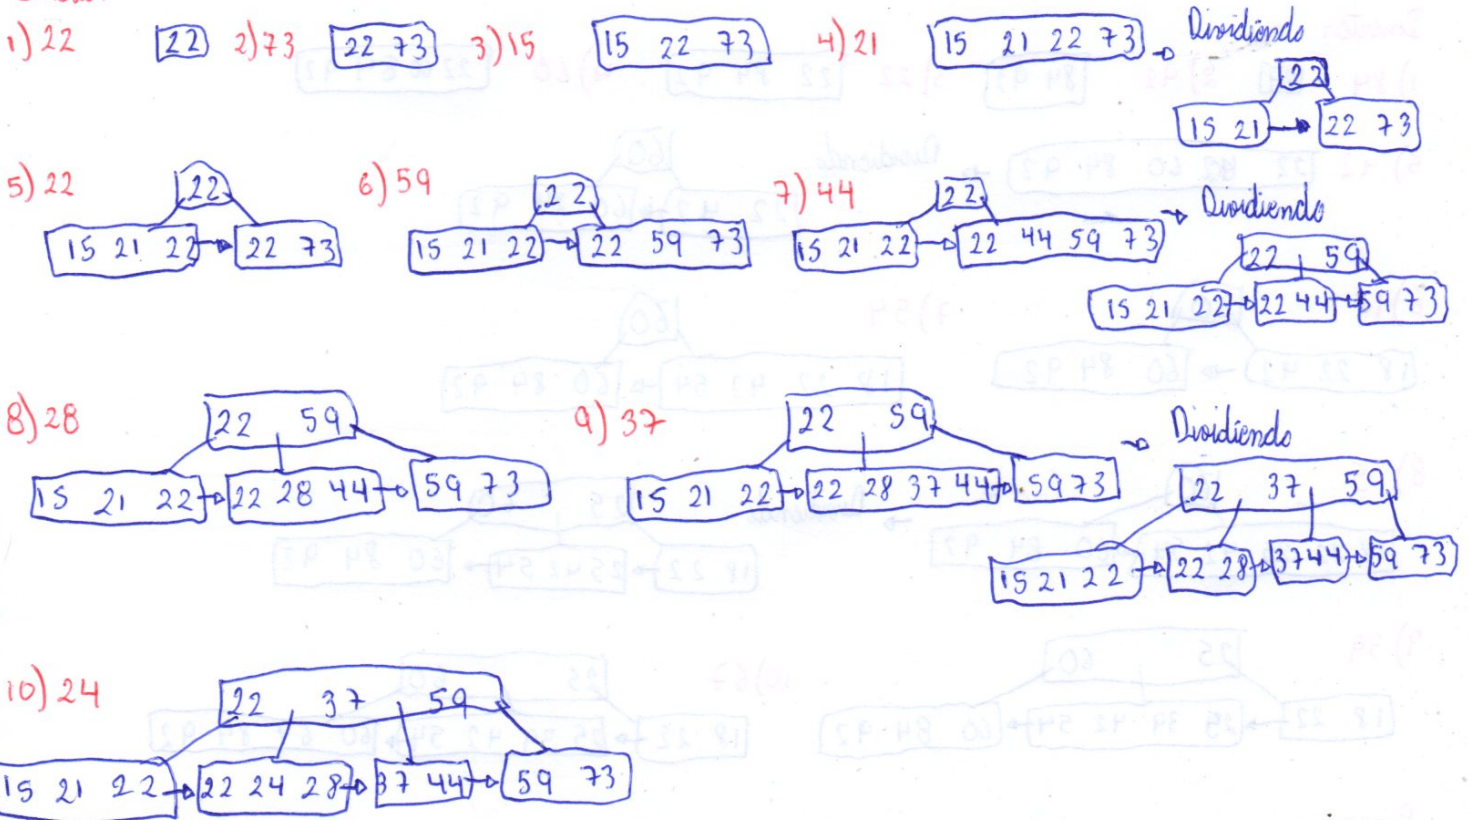 1) 22 22 2) 73 22 73 3) 15 15 22 73 4) 21 15 21 22 73 Dividiendo
22
15 21 22 73
5) 22 22 6) 59 22 7) 44 22 Dividiendo
15 21 22 22 73 15 21 22 22 59 73 15 21 22 22 44 59 73
22 59
15 21 22 22 44 59 73
8) 28 22 59 9) 37 22 59 Dividiendo
15 21 22 22 28 44 59 73 15 21 22 22 28 37 44 59 73
22 37 59
15 21 22 22 28 37 44 59 73
10) 24 22 37 59
15 21 22 22 24 28 37 44 59 73